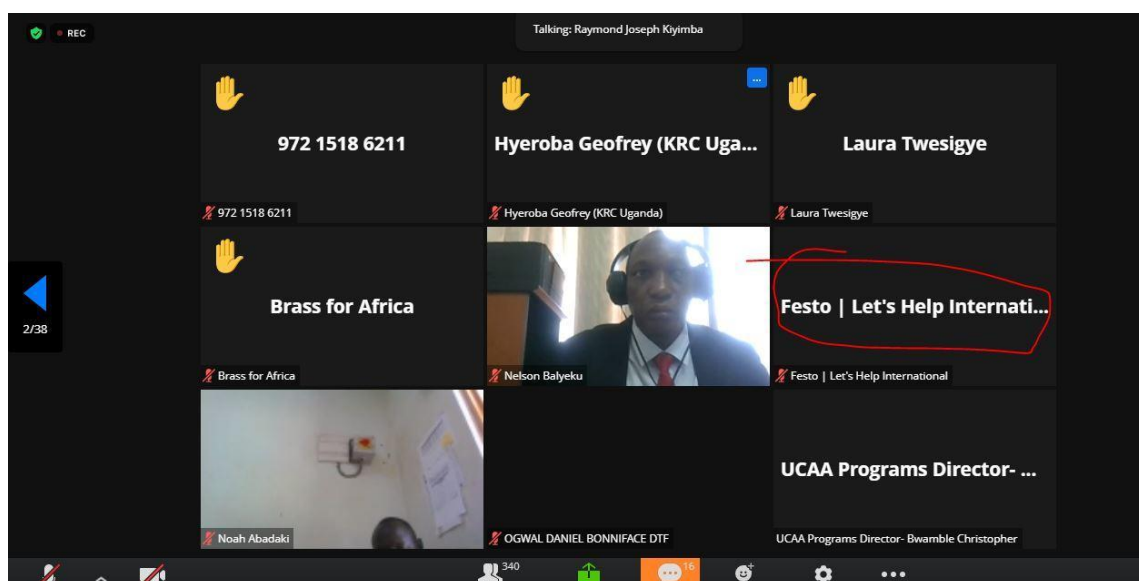 REC
Talking: Raymond Joseph Kiyimba
972 1518 6211
972 1518 6211
Hyeroba Geofrey (KRC Uga...
Hyeroba Geofrey (KRC Uganda)
Laura Twesigye
Laura Twesigye
2/38
Brass for Africa
Brass for Africa
Nelson Balyeku
Festo | Let's Help Internati...
Festo | Let's Help International
Noah Abadaki
OGWAL DANIEL BONNIFACE DTF
UCAA Programs Director- ...
UCAA Programs Director- Bwamble Christopher
340
16